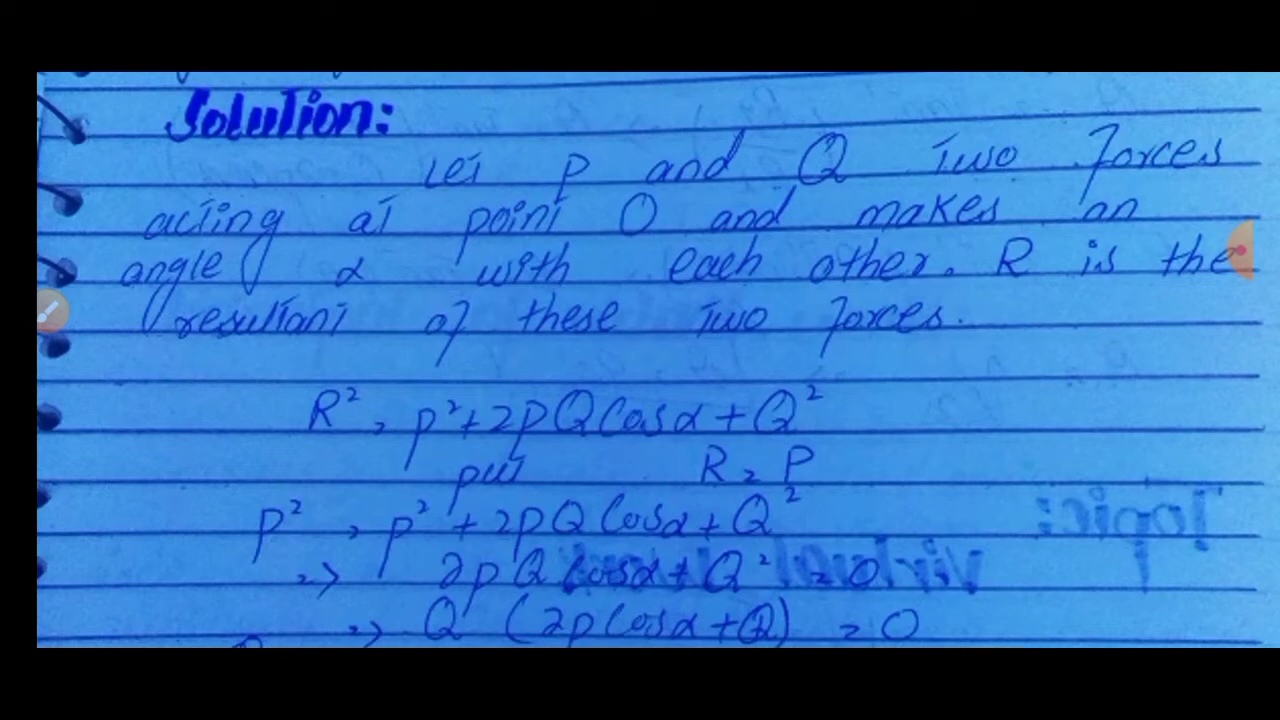 Solution:
Let P and Q two forces
acting at point O and makes an
angle α with each other. R is the
resultant of these two forces.
R² = P² + 2PQ Cosα + Q²
put R = P
P² = P² + 2PQ Cosα + Q²
=> 2PQ Cosα + Q² = 0
=> Q (2P Cosα + Q) = 0
Topic:
Virtual